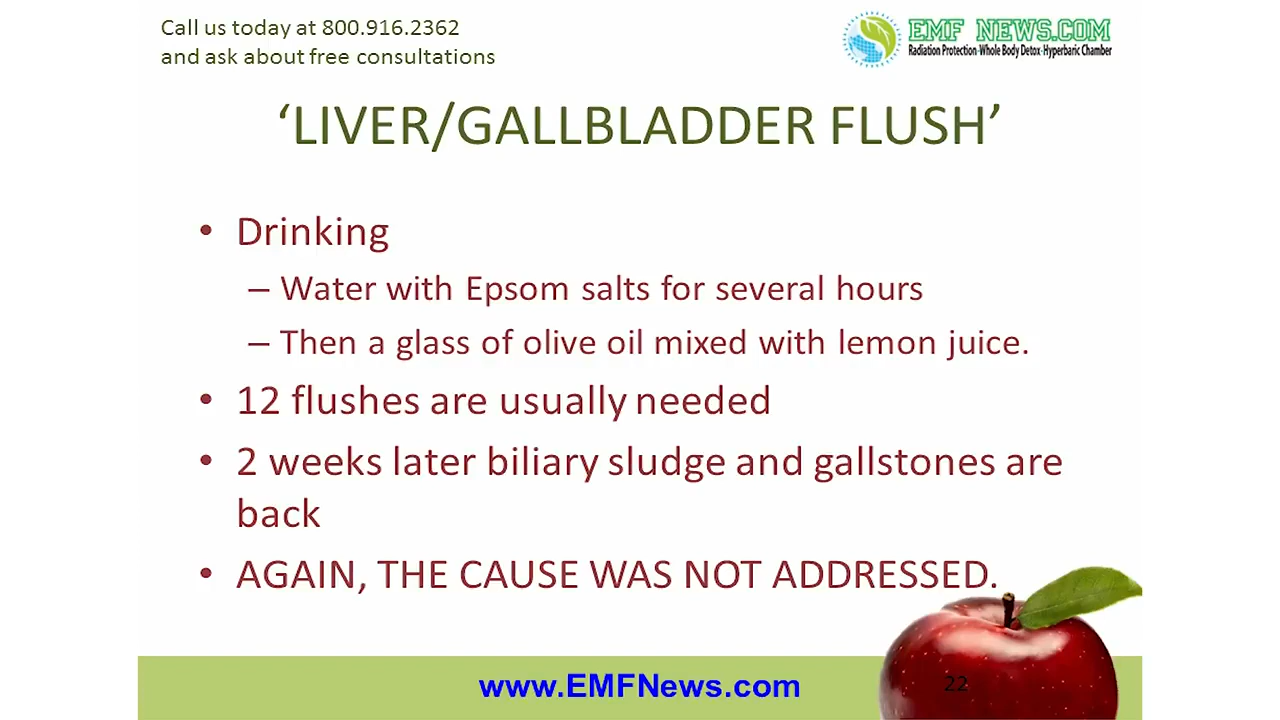 Call us today at 800.916.2362
and ask about free consultations
EMF NEWS.COM
Radiation Protection-Whole Body Detox-Hyperbaric Chamber
‘LIVER/GALLBLADDER FLUSH’
• Drinking
– Water with Epsom salts for several hours
– Then a glass of olive oil mixed with lemon juice.
• 12 flushes are usually needed
• 2 weeks later biliary sludge and gallstones are
back
• AGAIN, THE CAUSE WAS NOT ADDRESSED.
www.EMFNews.com
22